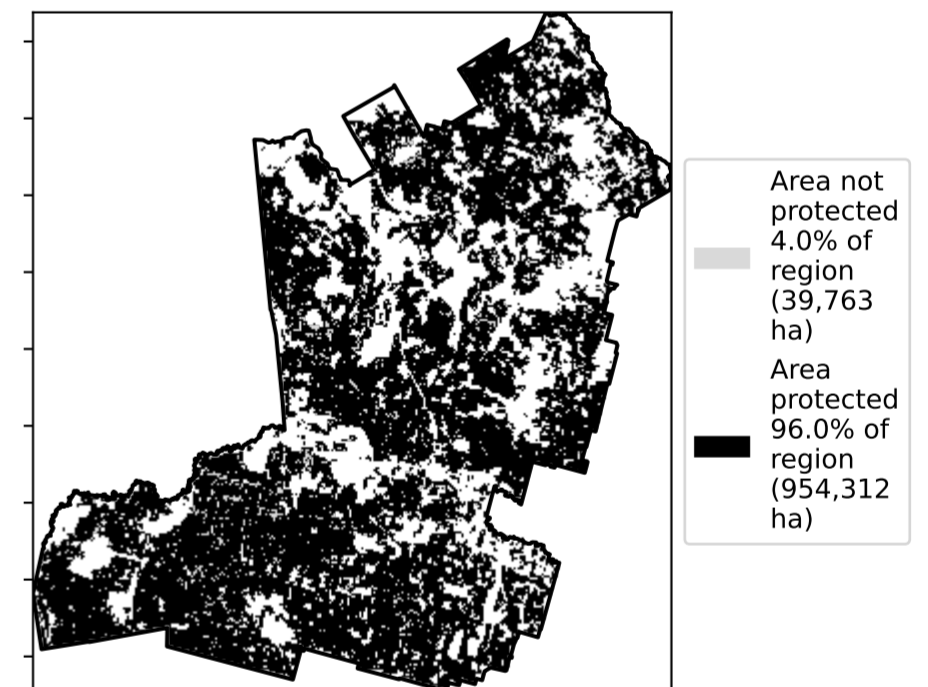 Area not
protected
4.0% of
region
(39,763
ha)
Area
protected
96.0% of
region
(954,312
ha)